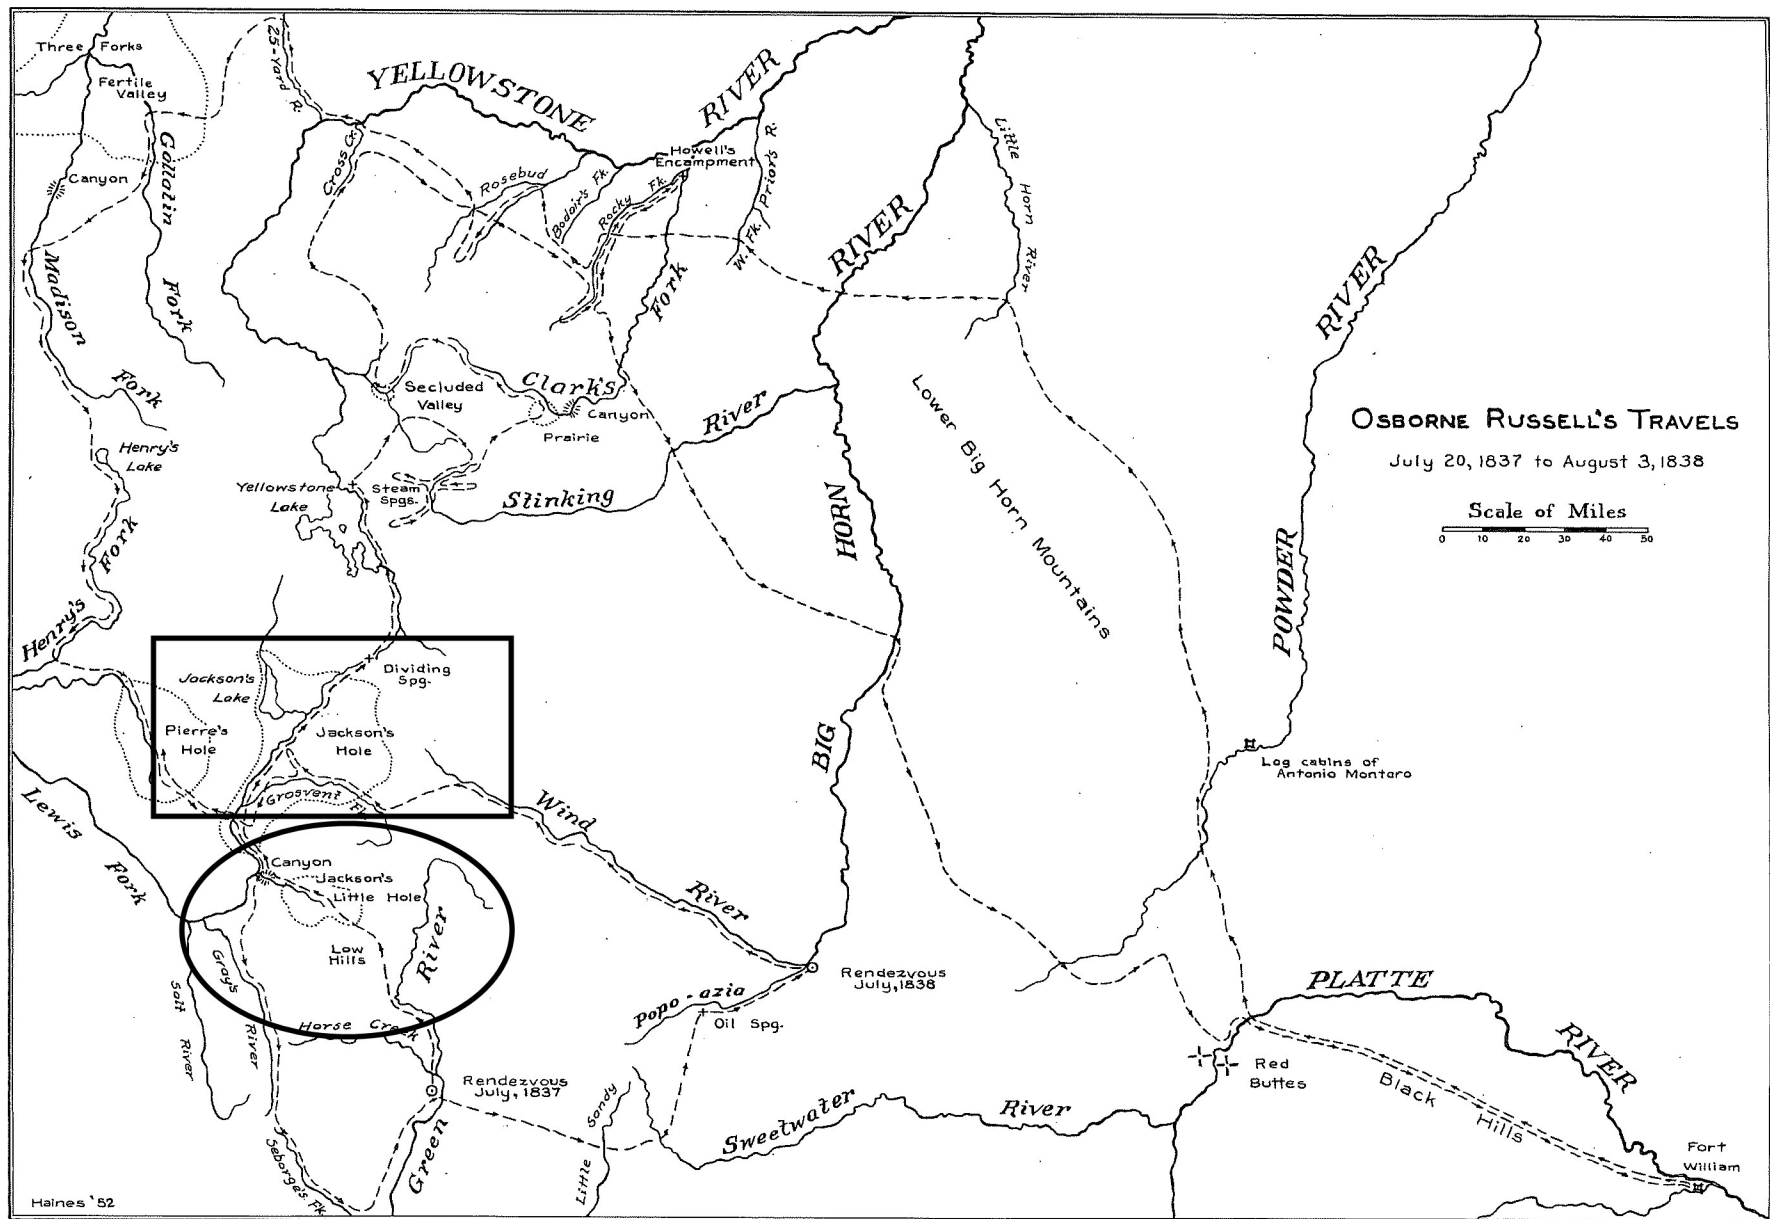 Three Forks
Fertile
Valley
25-Yard R.
YELLOWSTONE
RIVER
Gallatin
Fork
Canyon
Cross Cr.
Rosebud
Bodair's Fk.
Rocky Fk.
Howell's
Encampment
W. Fk. Prior's R.
Little
Horn
River
RIVER
RIVER
Madison
Fork
Fork
Secluded
Valley
Clark's
Canyon
Prairie
River
Henry's
Lake
Yellowstone
Lake
Steam
Spgs.
Stinking
Lower Big Horn Mountains
OSBORNE RUSSELL'S TRAVELS
July 20, 1837 to August 3, 1838
Scale of Miles
0 10 20 30 40 50
HORN
POWDER
Fork
Henry's
Jackson's
Lake
Dividing
Spg.
Pierre's
Hole
Jackson's
Hole
Grosvent Fk.
BIG
Log cabins of
Antonio Montaro
Lewis
Fork
Wind
River
Canyon
Jackson's
Little Hole
Low
Hills
River
Gray's
River
Salt
River
Horse Creek
Popo-azia
Oil Spg.
Rendezvous
July, 1838
PLATTE
RIVER
Red
Buttes
Black
Hills
Rendezvous
July, 1837
Little Sandy
Sweetwater
River
Green
Seborge's Fk.
Fort
William
Haines '52